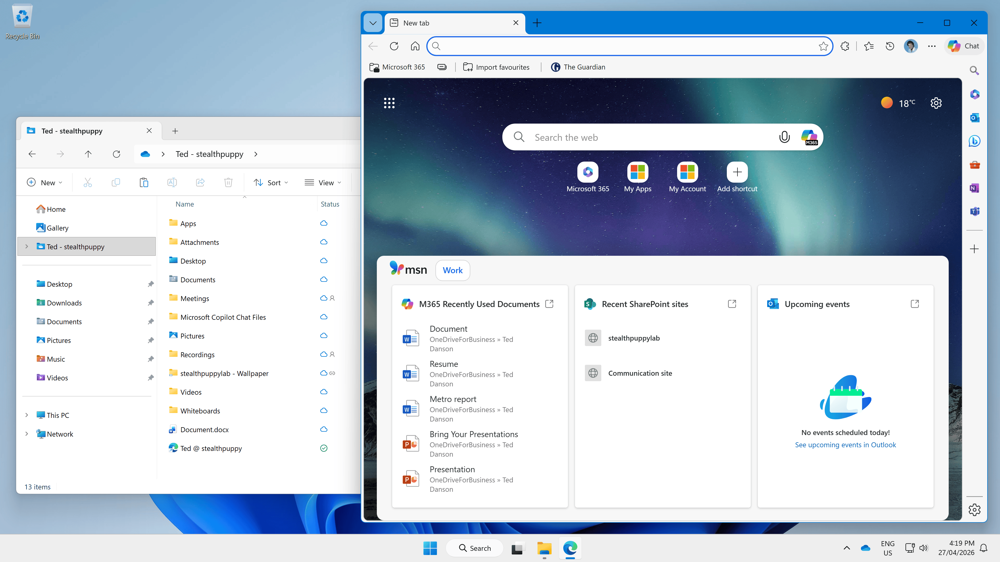 Recycle Bin
Ted - stealthpuppy
Ted - stealthpuppy
New
Sort
View
Home
Gallery
Ted - stealthpuppy
Desktop
Downloads
Documents
Pictures
Music
Videos
This PC
Network
Name
Status
Apps
Attachments
Desktop
Documents
Meetings
Microsoft Copilot Chat Files
Pictures
Recordings
stealthpuppylab - Wallpaper
Videos
Whiteboards
Document.docx
Ted @ stealthpuppy
13 items
New tab
Chat
Microsoft 365
Import favourites
The Guardian
18°C
Search the web
M365
Microsoft 365
My Apps
My Account
Add shortcut
msn
Work
M365 Recently Used Documents
Document
OneDriveForBusiness » Ted
Danson
Resume
OneDriveForBusiness » Ted
Danson
Metro report
OneDriveForBusiness » Ted
Danson
Bring Your Presentations
OneDriveForBusiness » Ted
Danson
Presentation
OneDriveForBusiness » Ted
Danson
Recent SharePoint sites
stealthpuppylab
Communication site
Upcoming events
No events scheduled today!
See upcoming events in Outlook
Search
ENG
US
4:19 PM
27/04/2026